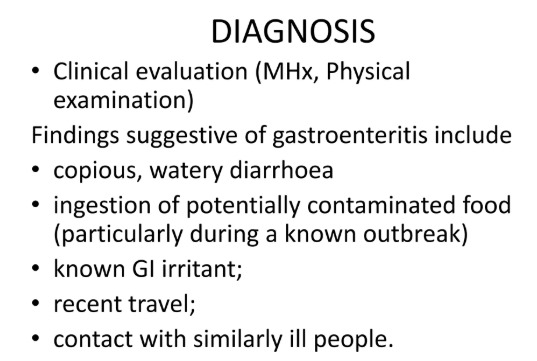 DIAGNOSIS
• Clinical evaluation (MHx, Physical
examination)
Findings suggestive of gastroenteritis include
• copious, watery diarrhoea
• ingestion of potentially contaminated food
(particularly during a known outbreak)
• known GI irritant;
• recent travel;
• contact with similarly ill people.